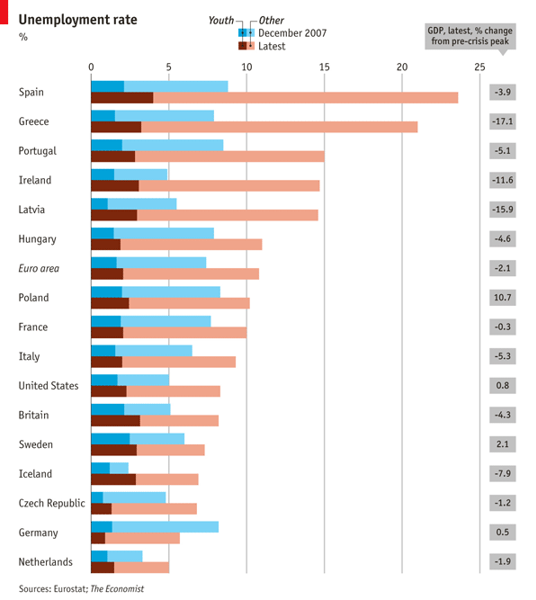 Unemployment rate
%
Youth Other
December 2007
Latest
GDP, latest, % change
from pre-crisis peak
0 5 10 15 20 25
Spain -3.9
Greece -17.1
Portugal -5.1
Ireland -11.6
Latvia -15.9
Hungary -4.6
Euro area -2.1
Poland 10.7
France -0.3
Italy -5.3
United States 0.8
Britain -4.3
Sweden 2.1
Iceland -7.9
Czech Republic -1.2
Germany 0.5
Netherlands -1.9
Sources: Eurostat; The Economist